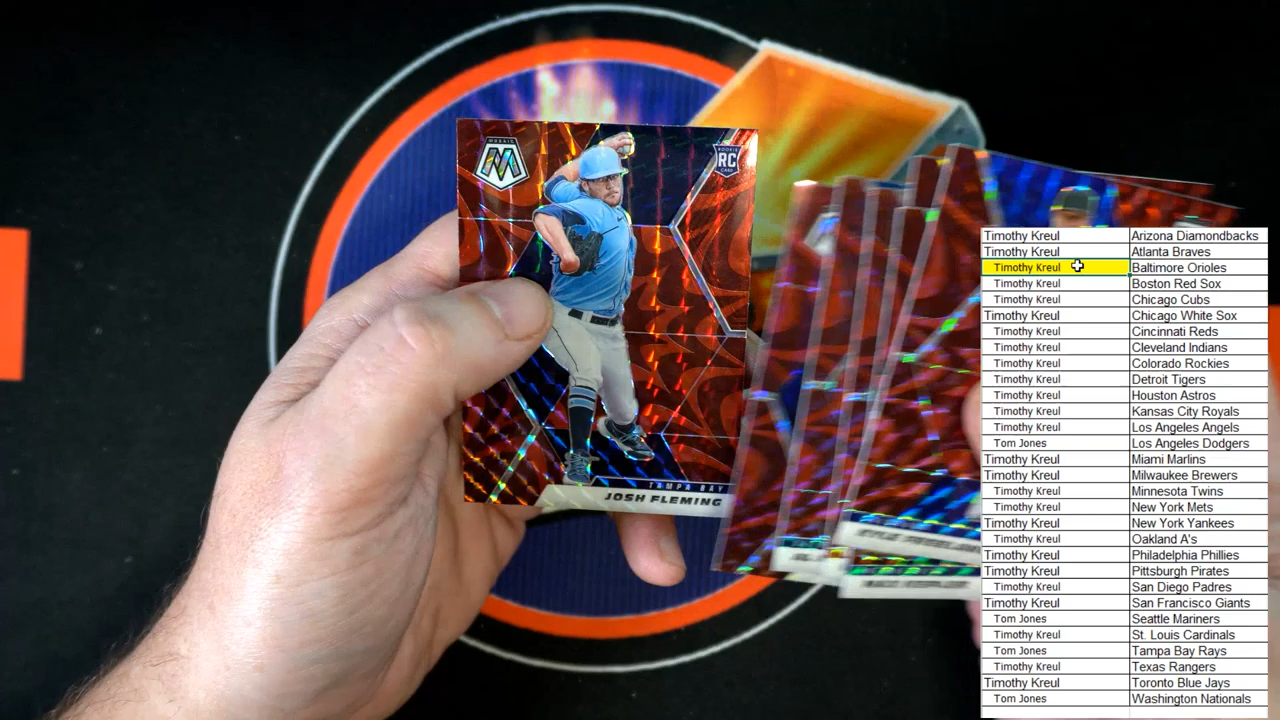 MOSAIC
M
ROOKIE
RC
CARD
TAMPA BAY
JOSH FLEMING
Timothy Kreul Arizona Diamondbacks
Timothy Kreul Atlanta Braves
Timothy Kreul Baltimore Orioles
Timothy Kreul Boston Red Sox
Timothy Kreul Chicago Cubs
Timothy Kreul Chicago White Sox
Timothy Kreul Cincinnati Reds
Timothy Kreul Cleveland Indians
Timothy Kreul Colorado Rockies
Timothy Kreul Detroit Tigers
Timothy Kreul Houston Astros
Timothy Kreul Kansas City Royals
Timothy Kreul Los Angeles Angels
Tom Jones Los Angeles Dodgers
Timothy Kreul Miami Marlins
Timothy Kreul Milwaukee Brewers
Timothy Kreul Minnesota Twins
Timothy Kreul New York Mets
Timothy Kreul New York Yankees
Timothy Kreul Oakland A's
Timothy Kreul Philadelphia Phillies
Timothy Kreul Pittsburgh Pirates
Timothy Kreul San Diego Padres
Timothy Kreul San Francisco Giants
Tom Jones Seattle Mariners
Timothy Kreul St. Louis Cardinals
Tom Jones Tampa Bay Rays
Timothy Kreul Texas Rangers
Timothy Kreul Toronto Blue Jays
Tom Jones Washington Nationals